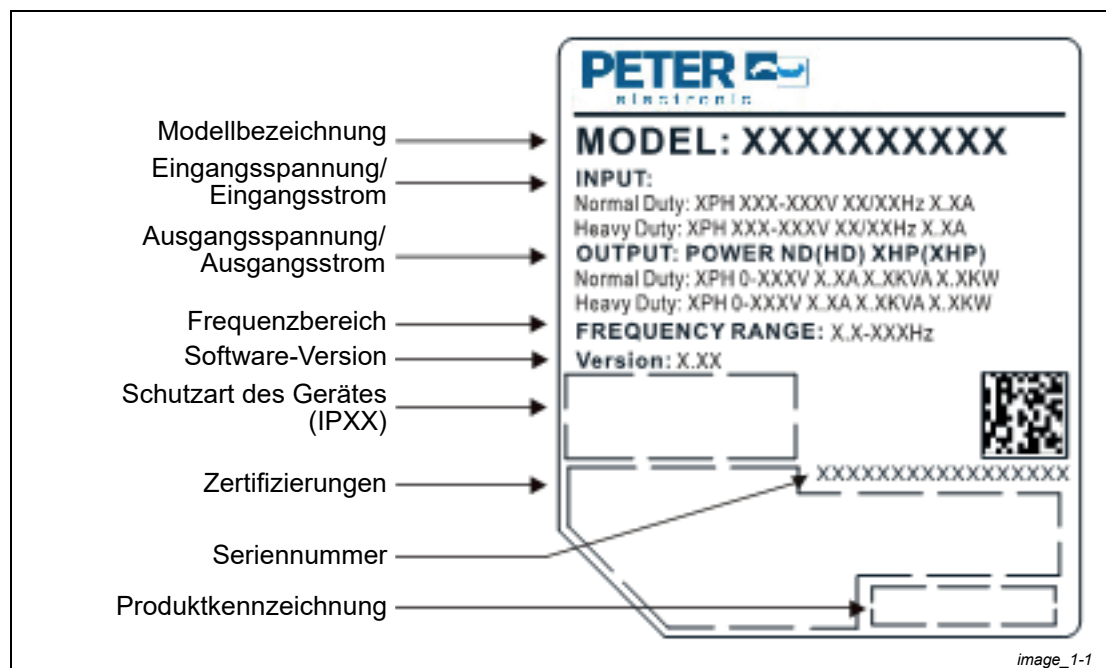 PETER
electronic
Modellbezeichnung
MODEL: XXXXXXXXXX
Eingangsspannung/
Eingangsstrom
INPUT:
Normal Duty: XPH XXX-XXXV XX/XXHz X.XA
Heavy Duty: XPH XXX-XXXV XX/XXHz X.XA
Ausgangsspannung/
Ausgangsstrom
OUTPUT: POWER ND(HD) XHP(XHP)
Normal Duty: XPH 0-XXXV X.XA X.XKVA X.XKW
Heavy Duty: XPH 0-XXXV X.XA X.XKVA X.XKW
Frequenzbereich
FREQUENCY RANGE: X.X-XXXHz
Software-Version
Version: X.XX
Schutzart des Gerätes
(IPXX)
Zertifizierungen
XXXXXXXXXXXXXXXXX
Seriennummer
Produktkennzeichnung
image_1-1